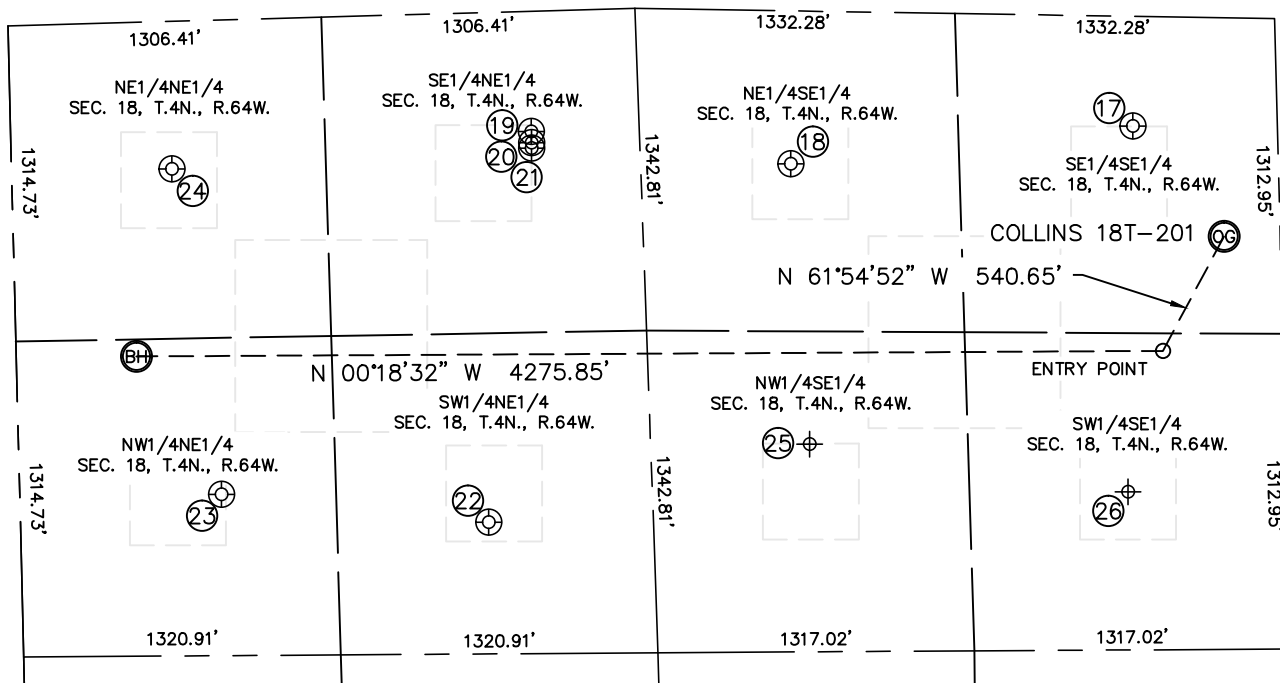 1306.41'
1306.41'
1332.28'
1332.28'
NE1/4NE1/4
SEC. 18, T.4N., R.64W.
SE1/4NE1/4
SEC. 18, T.4N., R.64W.
NE1/4SE1/4
SEC. 18, T.4N., R.64W.
17
19
18
20
21
24
1314.73'
1342.81'
1312.95'
SE1/4SE1/4
SEC. 18, T.4N., R.64W.
COLLINS 18T-201
OG
N 61°54'52" W 540.65'
BH
N 00°18'32" W 4275.85'
ENTRY POINT
SW1/4NE1/4
SEC. 18, T.4N., R.64W.
NW1/4SE1/4
SEC. 18, T.4N., R.64W.
NW1/4NE1/4
SEC. 18, T.4N., R.64W.
SW1/4SE1/4
SEC. 18, T.4N., R.64W.
25
22
23
26
1314.73'
1342.81'
1312.95'
1320.91'
1320.91'
1317.02'
1317.02'